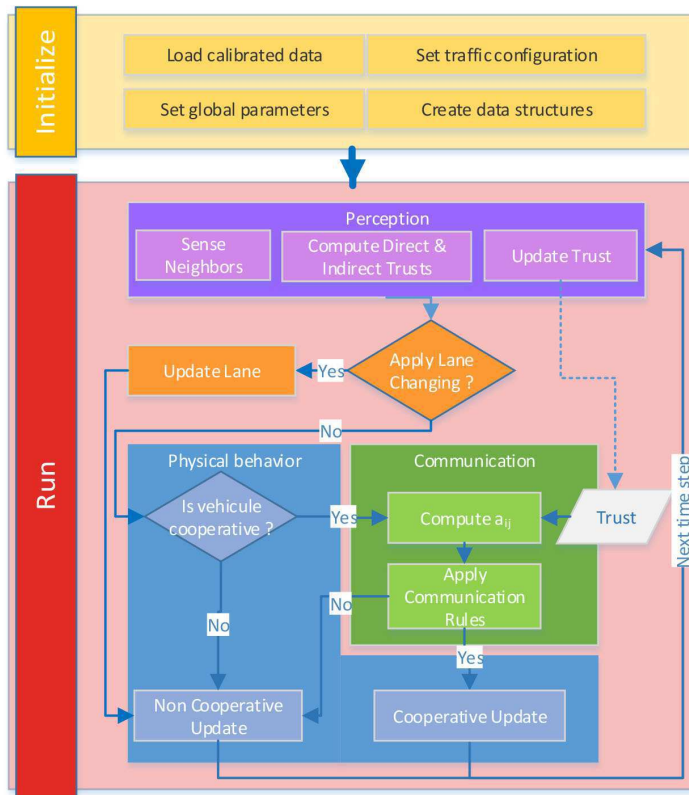 Initialize
Load calibrated data
Set traffic configuration
Set global parameters
Create data structures
Run
Perception
Sense
Neighbors
Compute Direct &
Indirect Trusts
Update Trust
Update Lane
Yes
Apply Lane
Changing ?
No
Physical behavior
Communication
Is vehicule
cooperative ?
Yes
Compute aij
Trust
Next time step
Apply
Communication
Rules
No
No
Yes
Non Cooperative
Update
Cooperative Update